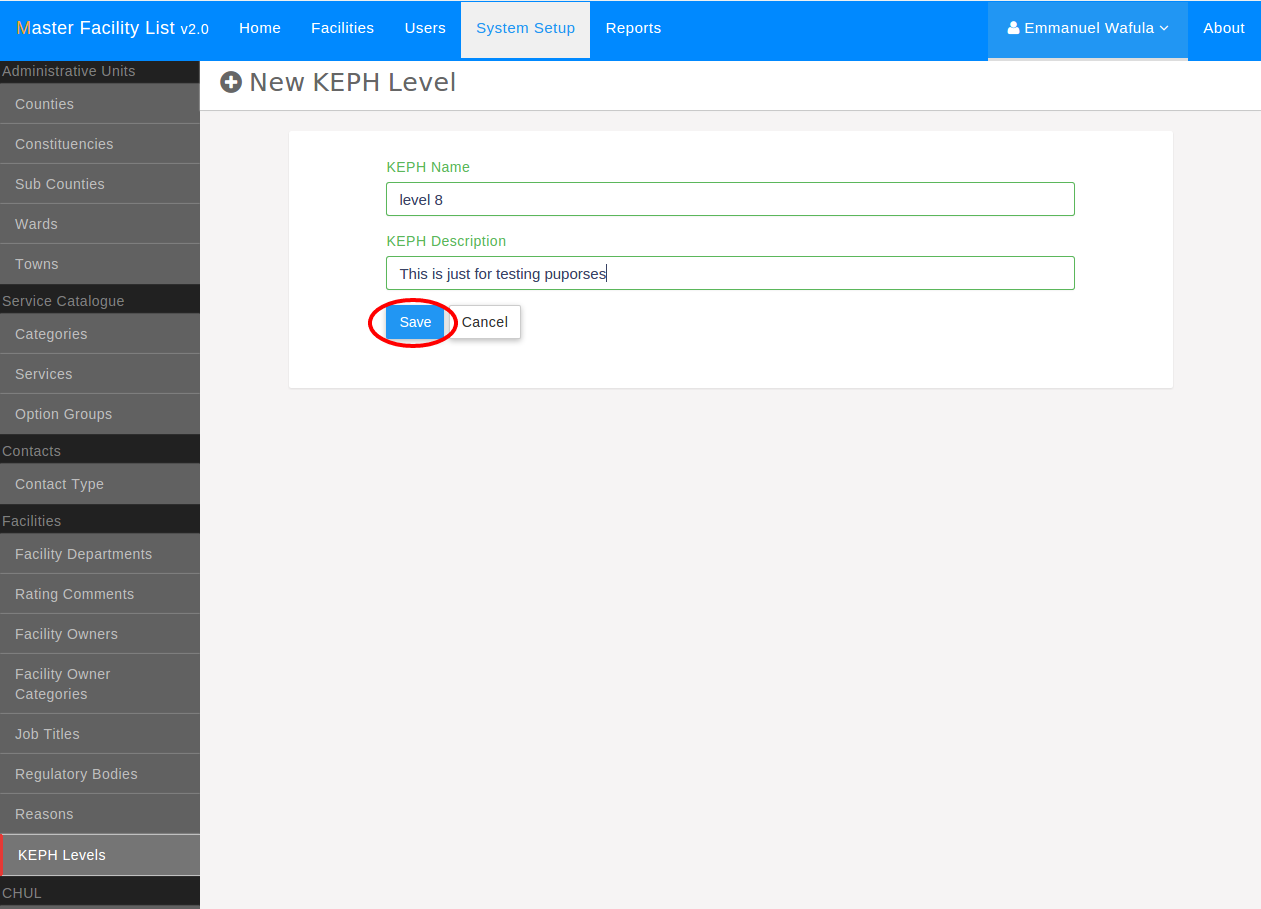 Master Facility List v2.0 Home Facilities Users System Setup Reports Emmanuel Wafula About
Administrative Units
Counties
Constituencies
Sub Counties
Wards
Towns
Service Catalogue
Categories
Services
Option Groups
Contacts
Contact Type
Facilities
Facility Departments
Rating Comments
Facility Owners
Facility Owner
Categories
Job Titles
Regulatory Bodies
Reasons
KEPH Levels
CHUL
New KEPH Level
KEPH Name
level 8
KEPH Description
This is just for testing puporses
Save Cancel